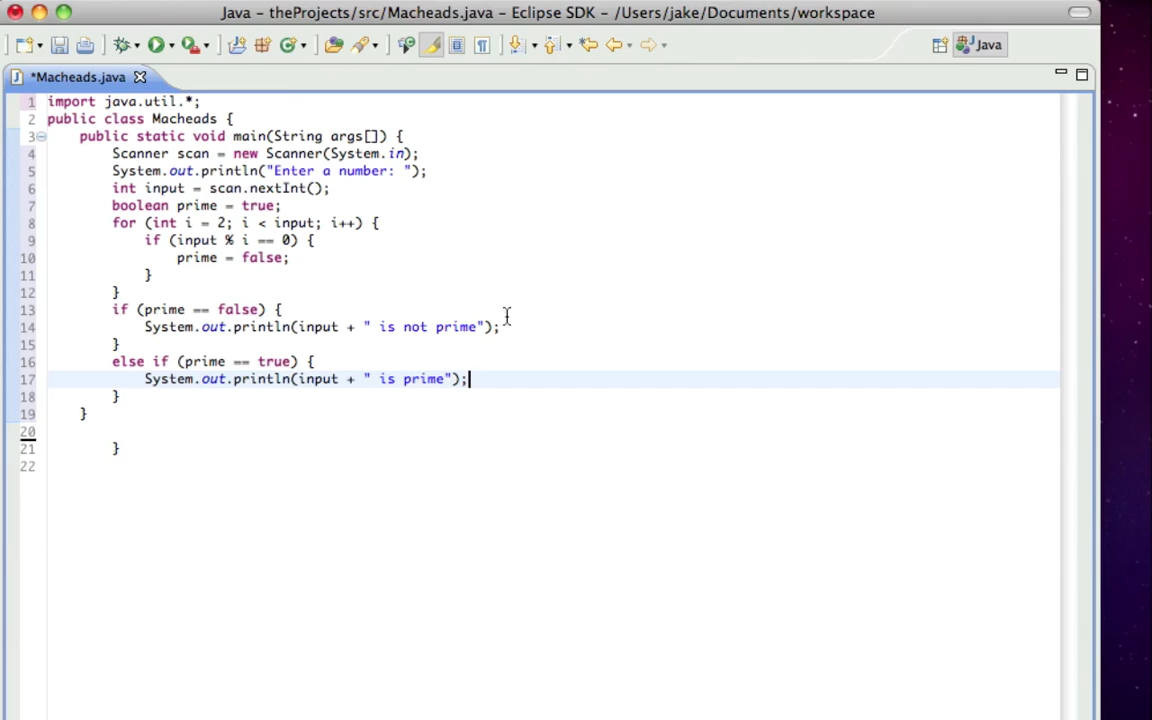 Java - theProjects/src/Macheads.java - Eclipse SDK - /Users/jake/Documents/workspace
Java
*Macheads.java
1 import java.util.*;
2 public class Macheads {
3 public static void main(String args[]) {
4 Scanner scan = new Scanner(System.in);
5 System.out.println("Enter a number: ");
6 int input = scan.nextInt();
7 boolean prime = true;
8 for (int i = 2; i < input; i++) {
9 if (input % i == 0) {
10 prime = false;
11 }
12 }
13 if (prime == false) {
14 System.out.println(input + " is not prime");
15 }
16 else if (prime == true) {
17 System.out.println(input + " is prime");
18 }
19 }
20
21 }
22